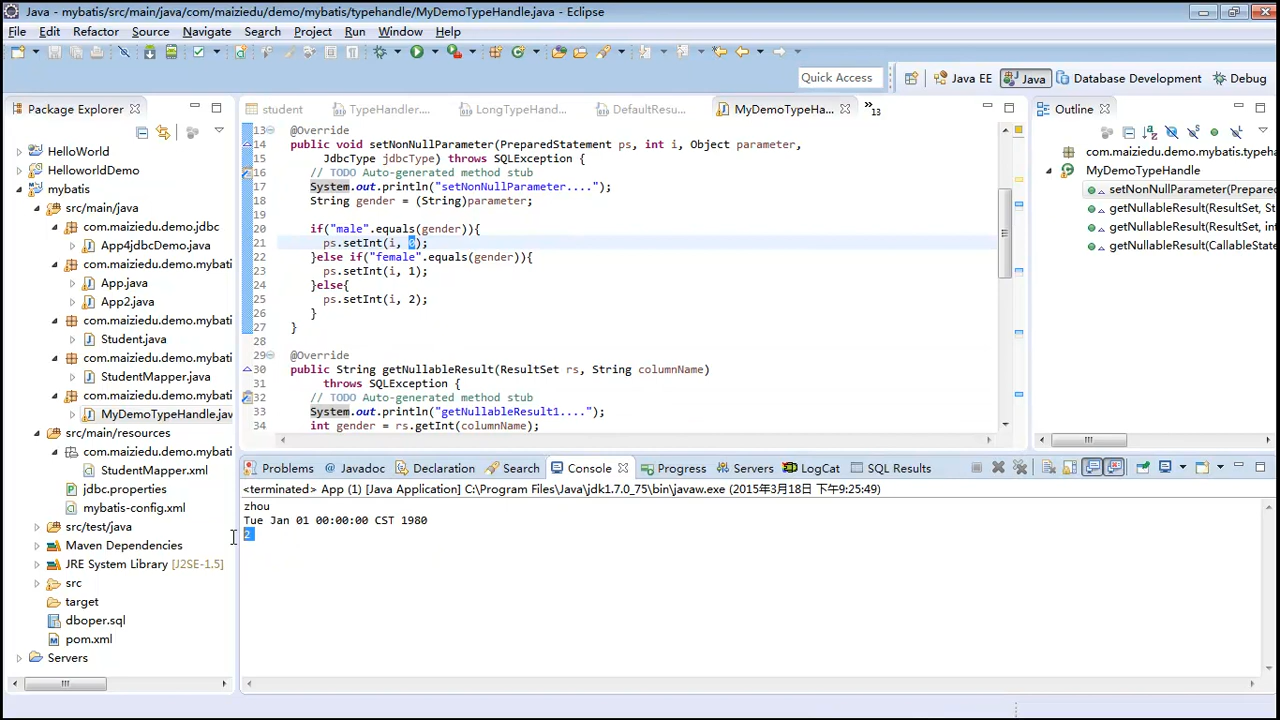 Java - mybatis/src/main/java/com/maiziedu/demo/mybatis/typehandle/MyDemoTypeHandle.java - Eclipse
File Edit Refactor Source Navigate Search Project Run Window Help
Quick Access Java EE Java Database Development Debug
Package Explorer
HelloWorld
HelloworldDemo
mybatis
src/main/java
com.maiziedu.demo.jdbc
App4jdbcDemo.java
com.maiziedu.demo.mybati
App.java
App2.java
com.maiziedu.demo.mybati
Student.java
com.maiziedu.demo.mybati
StudentMapper.java
com.maiziedu.demo.mybati
MyDemoTypeHandle.jav
src/main/resources
com.maiziedu.demo.mybati
StudentMapper.xml
jdbc.properties
mybatis-config.xml
src/test/java
Maven Dependencies
JRE System Library [J2SE-1.5]
src
target
dboper.sql
pom.xml
Servers
student TypeHandler.... LongTypeHand... DefaultResu... MyDemoTypeHa... »13
13 @Override
14 public void setNonNullParameter(PreparedStatement ps, int i, Object parameter,
15 JdbcType jdbcType) throws SQLException {
16 // TODO Auto-generated method stub
17 System.out.println("setNonNullParameter....");
18 String gender = (String)parameter;
19
20 if("male".equals(gender)){
21 ps.setInt(i, 0);
22 }else if("female".equals(gender)){
23 ps.setInt(i, 1);
24 }else{
25 ps.setInt(i, 2);
26 }
27 }
28
29 @Override
30 public String getNullableResult(ResultSet rs, String columnName)
31 throws SQLException {
32 // TODO Auto-generated method stub
33 System.out.println("getNullableResult1....");
34 int gender = rs.getInt(columnName);
Outline
com.maiziedu.mybatis.typeha
MyDemoTypeHandle
setNonNullParameter(Prepared
getNullableResult(ResultSet, S
getNullableResult(ResultSet, int
getNullableResult(CallableState
Problems @ Javadoc Declaration Search Console Progress Servers LogCat SQL Results
<terminated> App (1) [Java Application] C:\Program Files\Java\jdk1.7.0_75\bin\javaw.exe (2015年3月18日 下午9:25:49)
zhou
Tue Jan 01 00:00:00 CST 1980
2